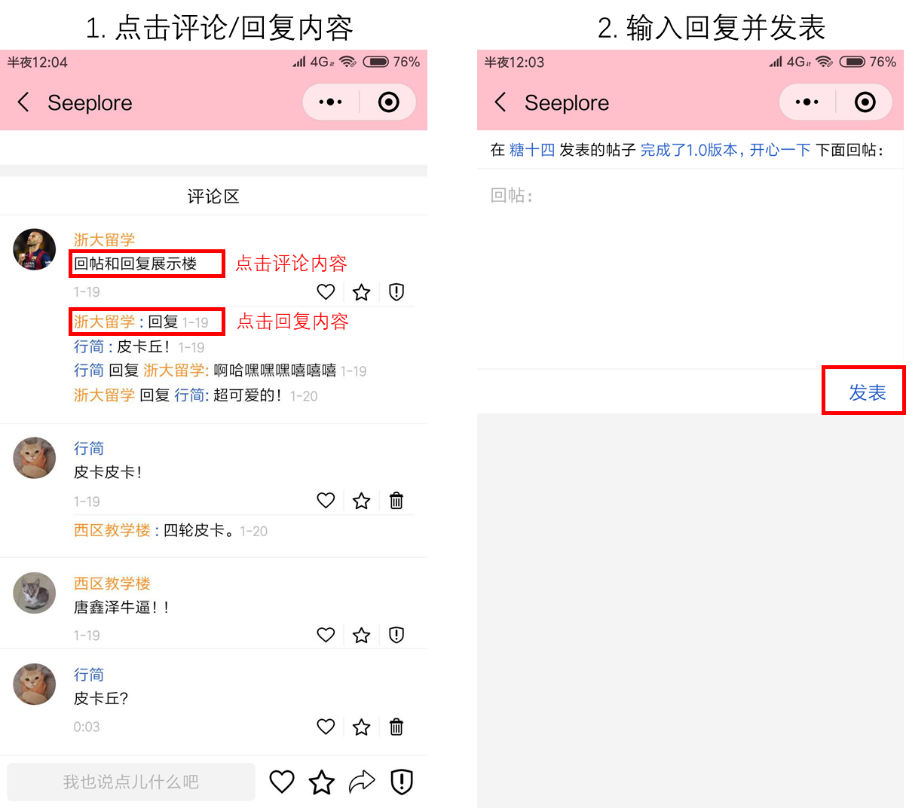 1. 点击评论/回复内容
半夜12:04
4G
76%
Seeplore
评论区
浙大留学
回帖和回复展示楼
点击评论内容
1-19
浙大留学 : 回复 1-19
点击回复内容
行简 : 皮卡丘！ 1-19
行简 回复 浙大留学: 啊哈嘿嘿嘿嘻嘻嘻 1-19
浙大留学 回复 行简: 超可爱的！ 1-20
行简
皮卡皮卡！
1-19
西区教学楼 : 四轮皮卡。 1-20
西区教学楼
唐鑫泽牛逼！！
1-19
行简
皮卡丘？
0:03
我也说点儿什么吧
2. 输入回复并发表
半夜12:03
4G
76%
Seeplore
在 糖十四 发表的帖子 完成了1.0版本，开心一下 下面回帖：
回帖：
发表